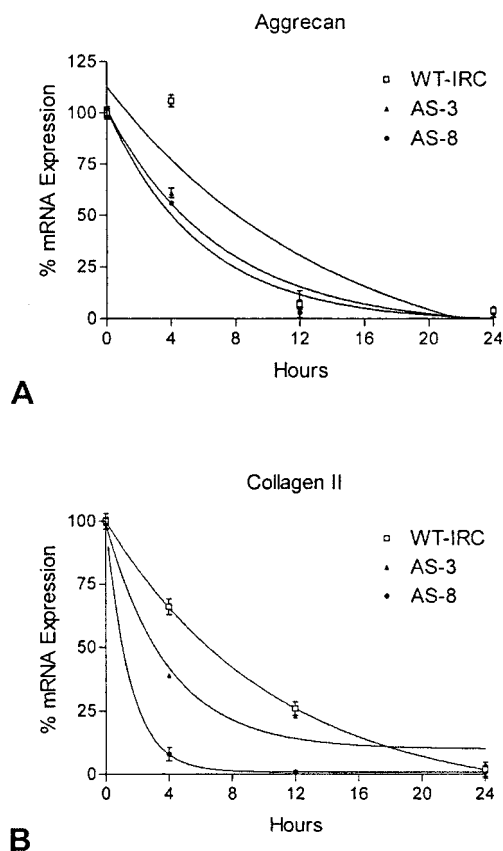 Aggrecan
WT-IRC
AS-3
AS-8
% mRNA Expression
125
100
75
50
25
0
0 4 8 12 16 20 24
Hours
A
Collagen II
WT-IRC
AS-3
AS-8
% mRNA Expression
100
75
50
25
0
0 4 8 12 16 20 24
Hours
B